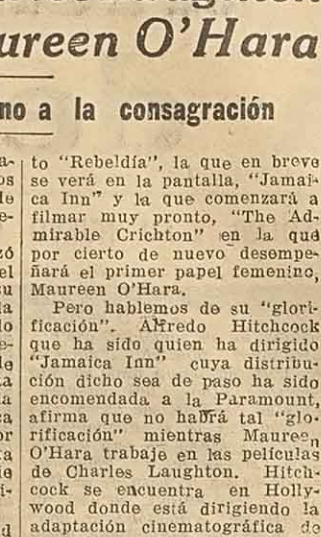 ureen O'Hara
no a la consagración
to "Rebeldía", la que en breve
se verá en la pantalla, "Jamai-
ca Inn" y la que comenzará a
filmar muy pronto, "The Ad-
mirable Crichton" en la que
por cierto de nuevo desempe-
ñará el primer papel femenino,
Maureen O'Hara.
Pero hablemos de su "glori-
ficación". Alfredo Hitchcock
que ha sido quien ha dirigido
"Jamaica Inn" cuya distribu-
ción dicho sea de paso ha sido
encomendada a la Paramount,
afirma que no habrá tal "glo-
rificación" mientras Maureen
O'Hara trabaje en las películas
de Charles Laughton. Hitch-
cock se encuentra en Holly-
wood donde está dirigiendo la
adaptación cinematográfica de